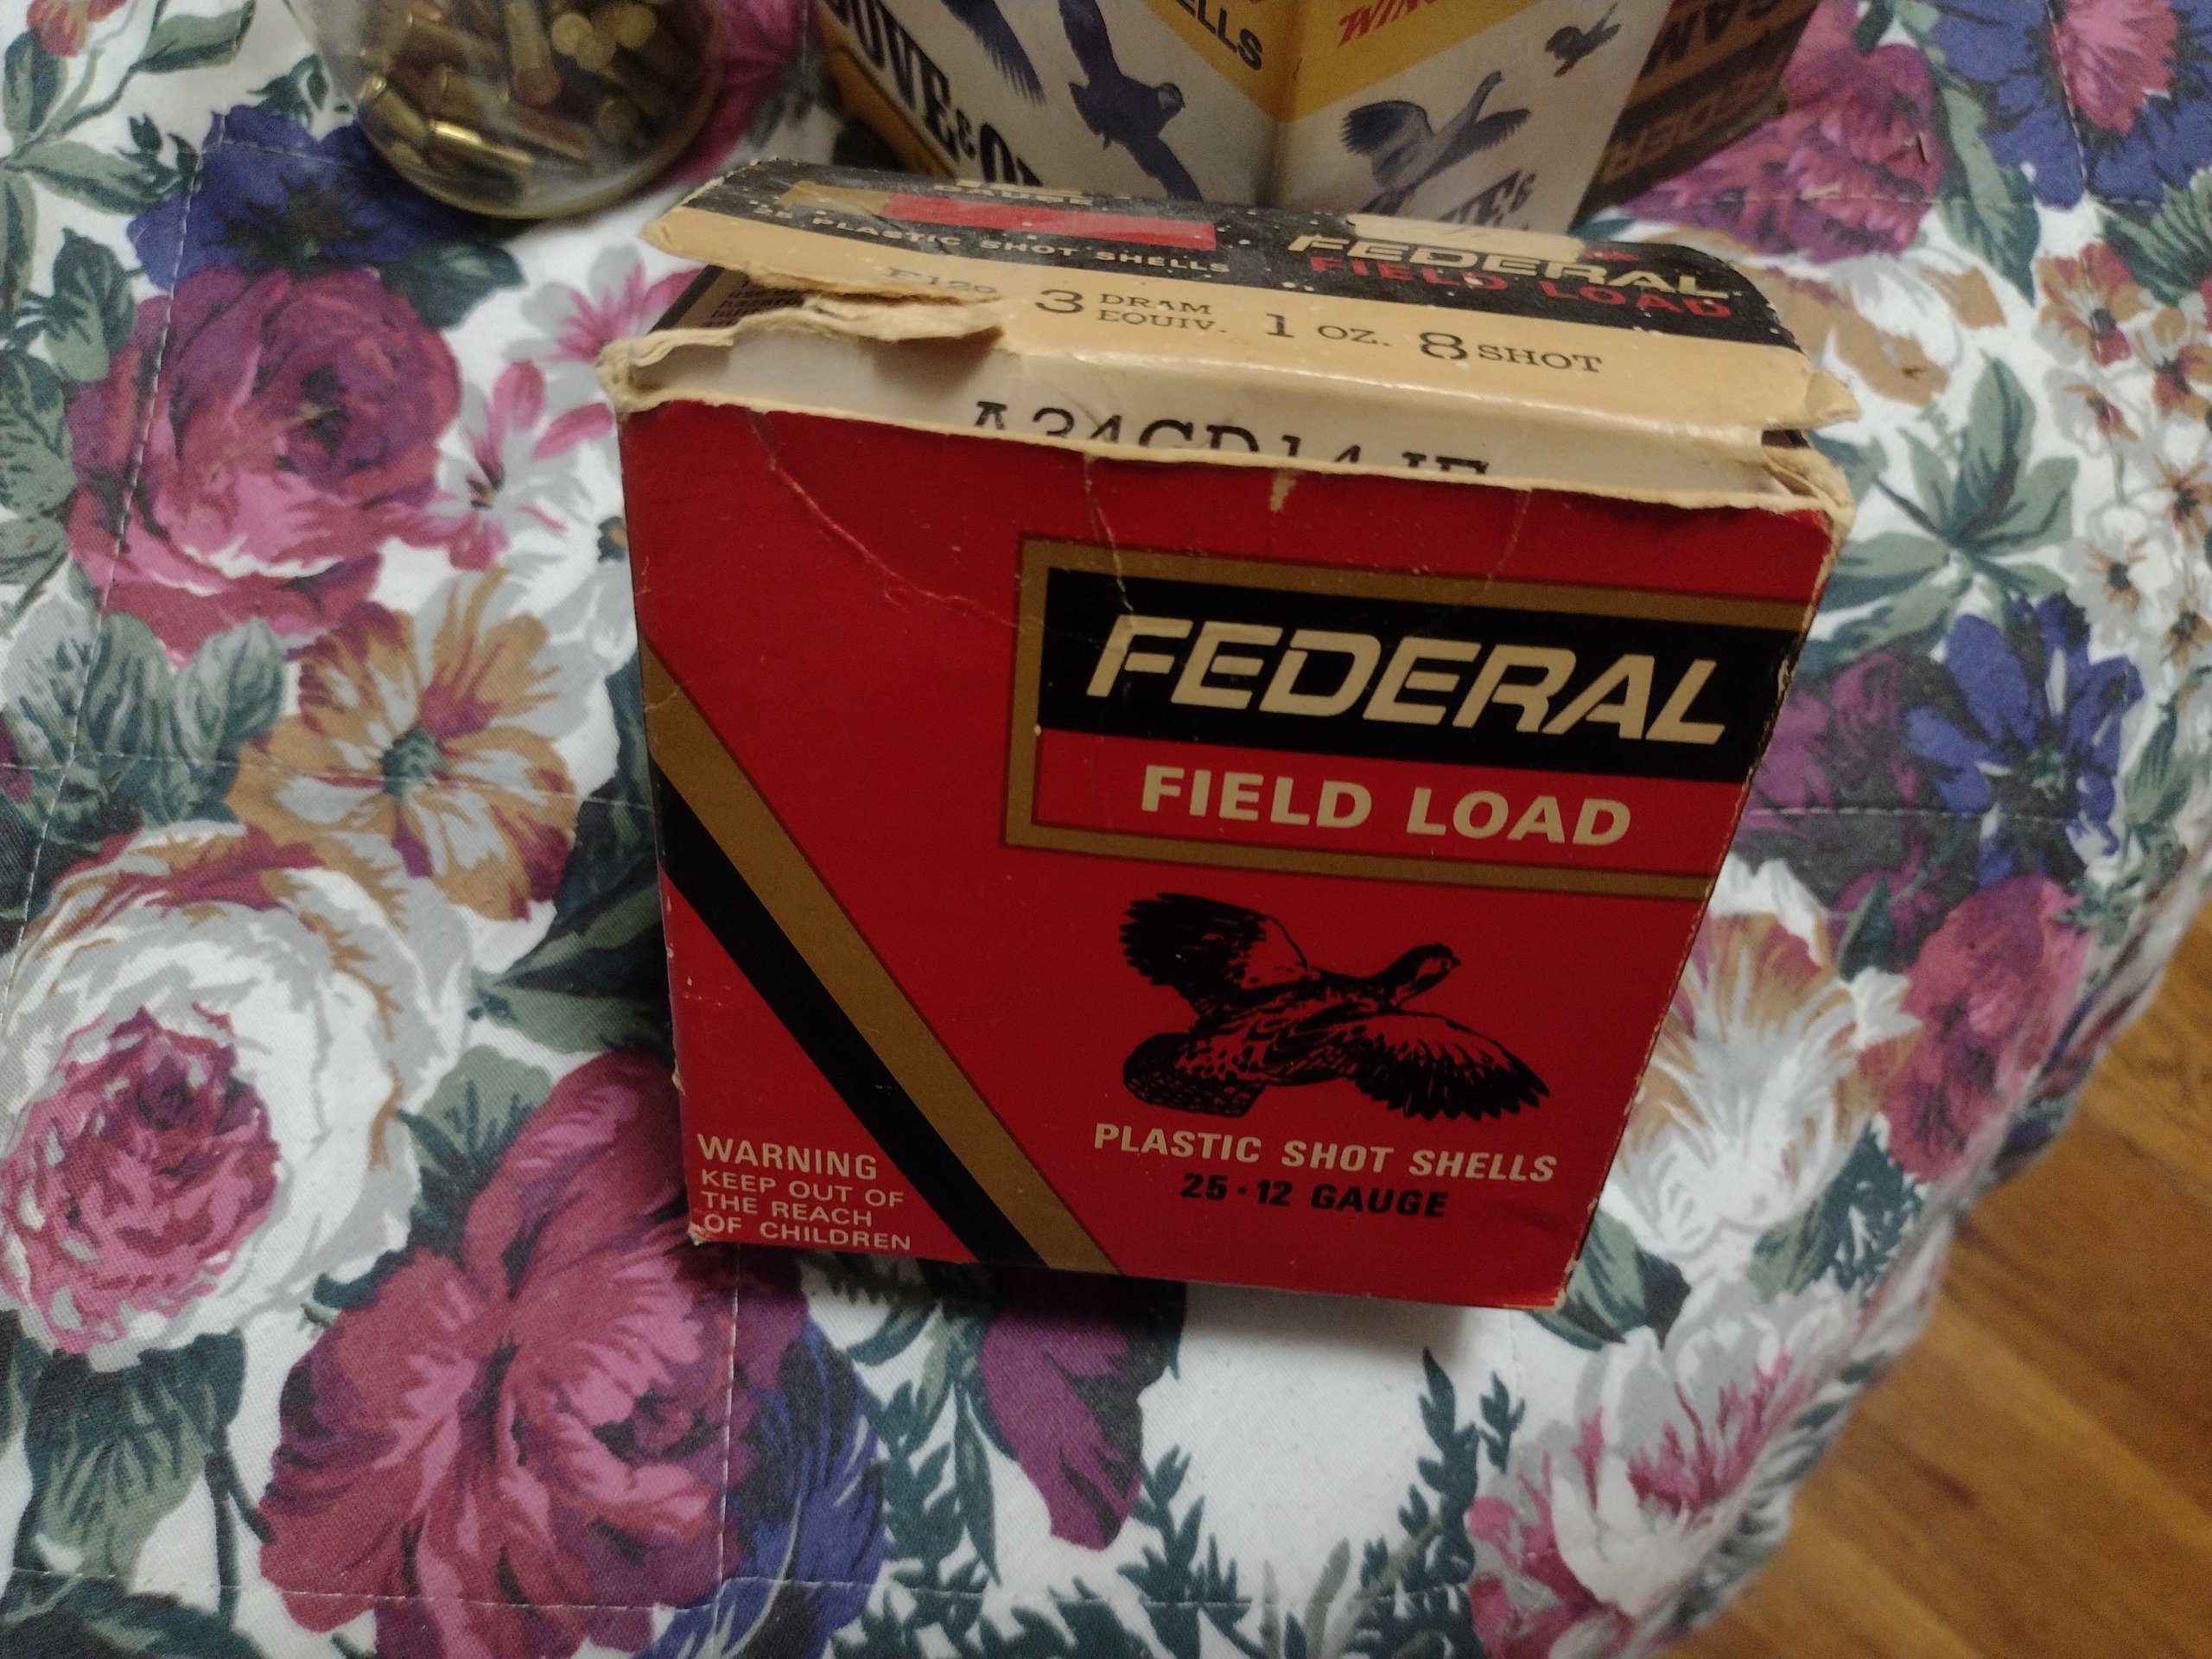 ELLS
25 PLASTIC SHOT SHELLS
FEDERAL
FIELD LOAD
3 DRAM EQUIV. 1 OZ. 8 SHOT
FEDERAL
FIELD LOAD
PLASTIC SHOT SHELLS
25 • 12 GAUGE
WARNING
KEEP OUT OF
THE REACH
OF CHILDREN